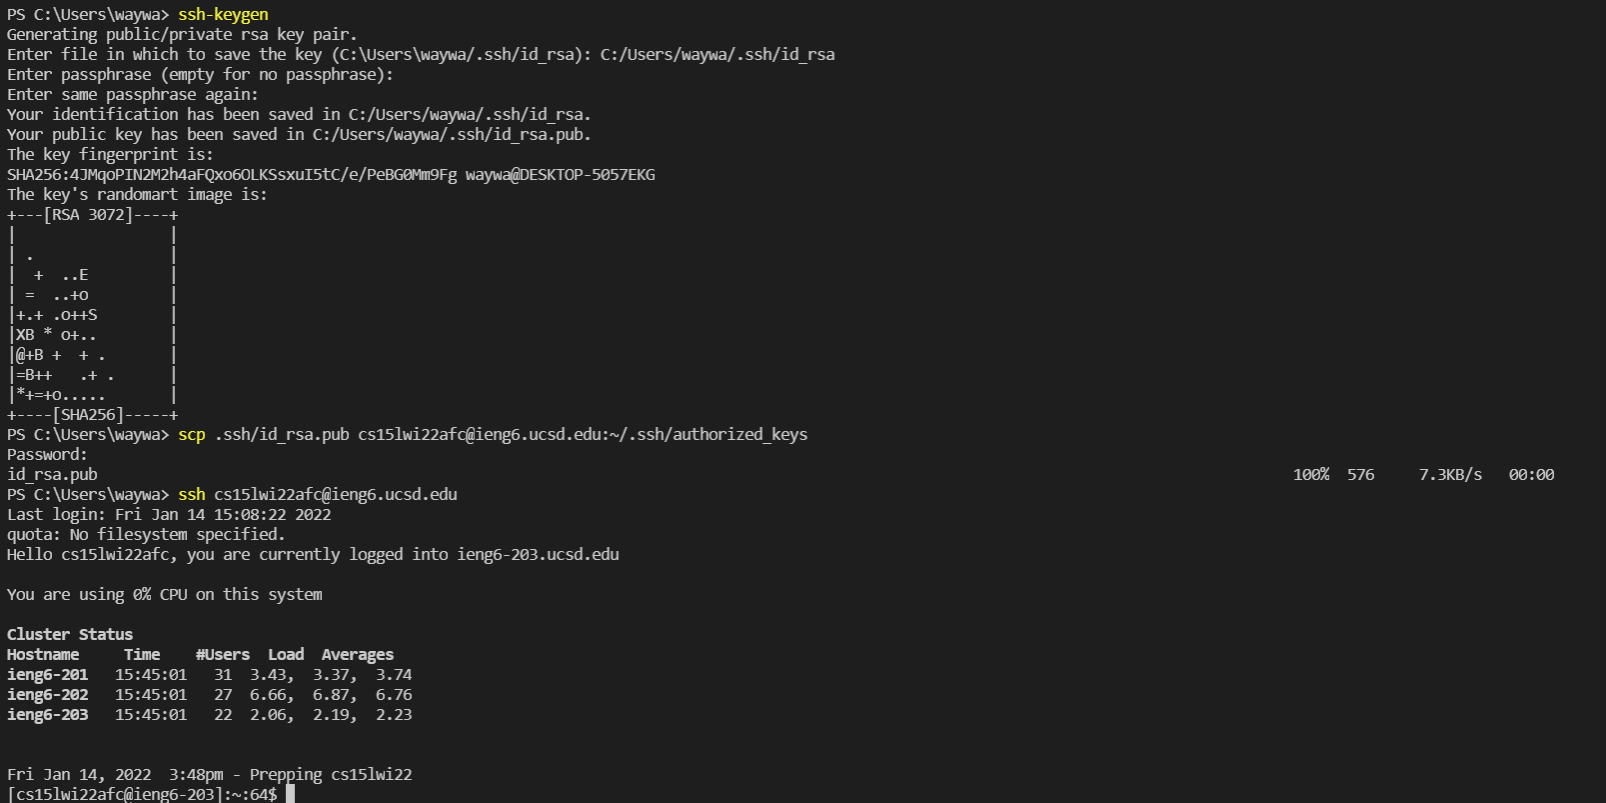 PS C:\Users\waywa> ssh-keygen
Generating public/private rsa key pair.
Enter file in which to save the key (C:\Users\waywa/.ssh/id_rsa): C:/Users/waywa/.ssh/id_rsa
Enter passphrase (empty for no passphrase):
Enter same passphrase again:
Your identification has been saved in C:/Users/waywa/.ssh/id_rsa.
Your public key has been saved in C:/Users/waywa/.ssh/id_rsa.pub.
The key fingerprint is:
SHA256:4JMqoPIN2M2h4aFQxo6OLKSsxuI5tC/e/PeBG0Mm9Fg waywa@DESKTOP-5057EKG
The key's randomart image is:
+---[RSA 3072]----+
|                 |
| .               |
|  +  ..E         |
| =  ..+o         |
|+.+ .o++S        |
|XB * o+..        |
|@+B +  + .       |
|=B++   .+ .      |
|*+=+o.....       |
+----[SHA256]-----+
PS C:\Users\waywa> scp .ssh/id_rsa.pub cs15lwi22afc@ieng6.ucsd.edu:~/.ssh/authorized_keys
Password:
id_rsa.pub 100% 576 7.3KB/s 00:00
PS C:\Users\waywa> ssh cs15lwi22afc@ieng6.ucsd.edu
Last login: Fri Jan 14 15:08:22 2022
quota: No filesystem specified.
Hello cs15lwi22afc, you are currently logged into ieng6-203.ucsd.edu
You are using 0% CPU on this system
Cluster Status
Hostname     Time    #Users  Load  Averages
ieng6-201   15:45:01   31  3.43,  3.37,  3.74
ieng6-202   15:45:01   27  6.66,  6.87,  6.76
ieng6-203   15:45:01   22  2.06,  2.19,  2.23
Fri Jan 14, 2022  3:48pm - Prepping cs15lwi22
[cs15lwi22afc@ieng6-203]:~:64$